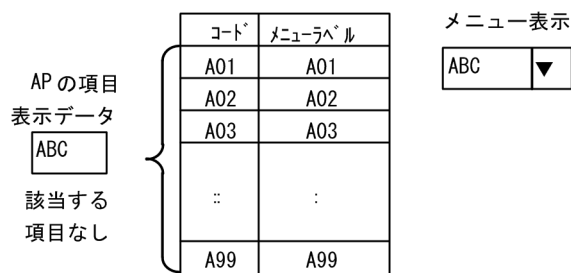 コード メニューラベル
A01 A01
A02 A02
A03 A03
:: :
A99 A99
APの項目
表示データ
ABC
該当する
項目なし
メニュー表示
ABC ▼